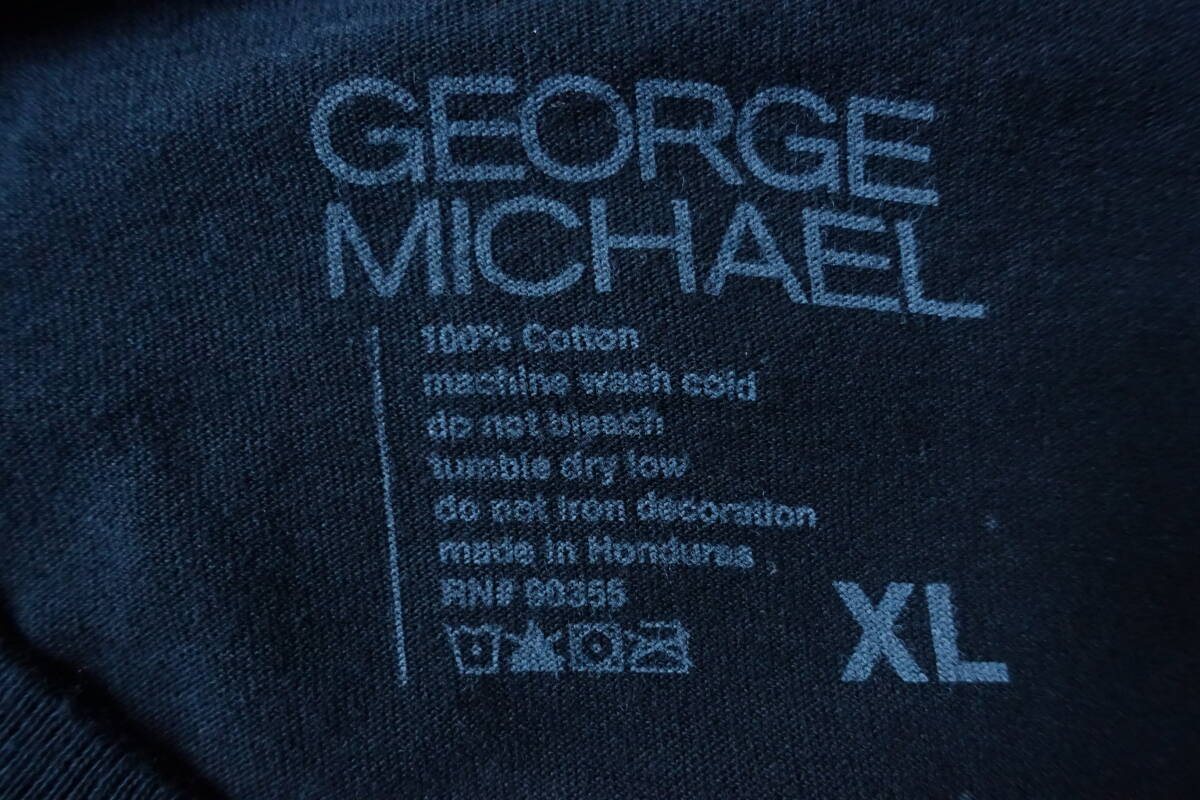 GEORGE
MICHAEL
100% Cotton
machine wash cold
do not bleach
tumble dry low
do not iron decoration
made in Honduras
RN#
XL